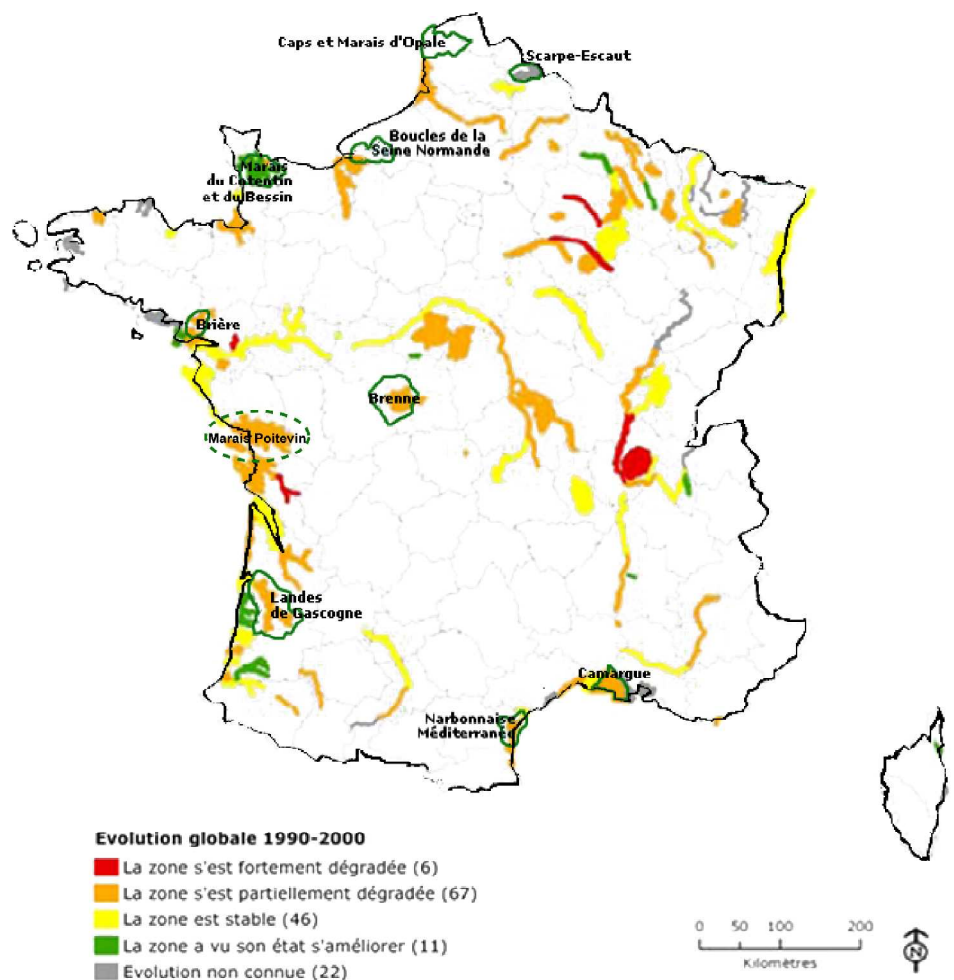 Caps et Marais d'Opale
Scarpe-Escaut
Boucles de la
Seine Normande
Marais
du Cotentin
et du Bessin
Brière
Brenne
Marais Poitevin
Landes
de Gascogne
Camargue
Narbonnaise
Méditerranée
Evolution globale 1990-2000
La zone s'est fortement dégradée (6)
La zone s'est partiellement dégradée (67)
La zone est stable (46)
La zone a vu son état s'améliorer (11)
Evolution non connue (22)
0 50 100 200
Kilomètres
N